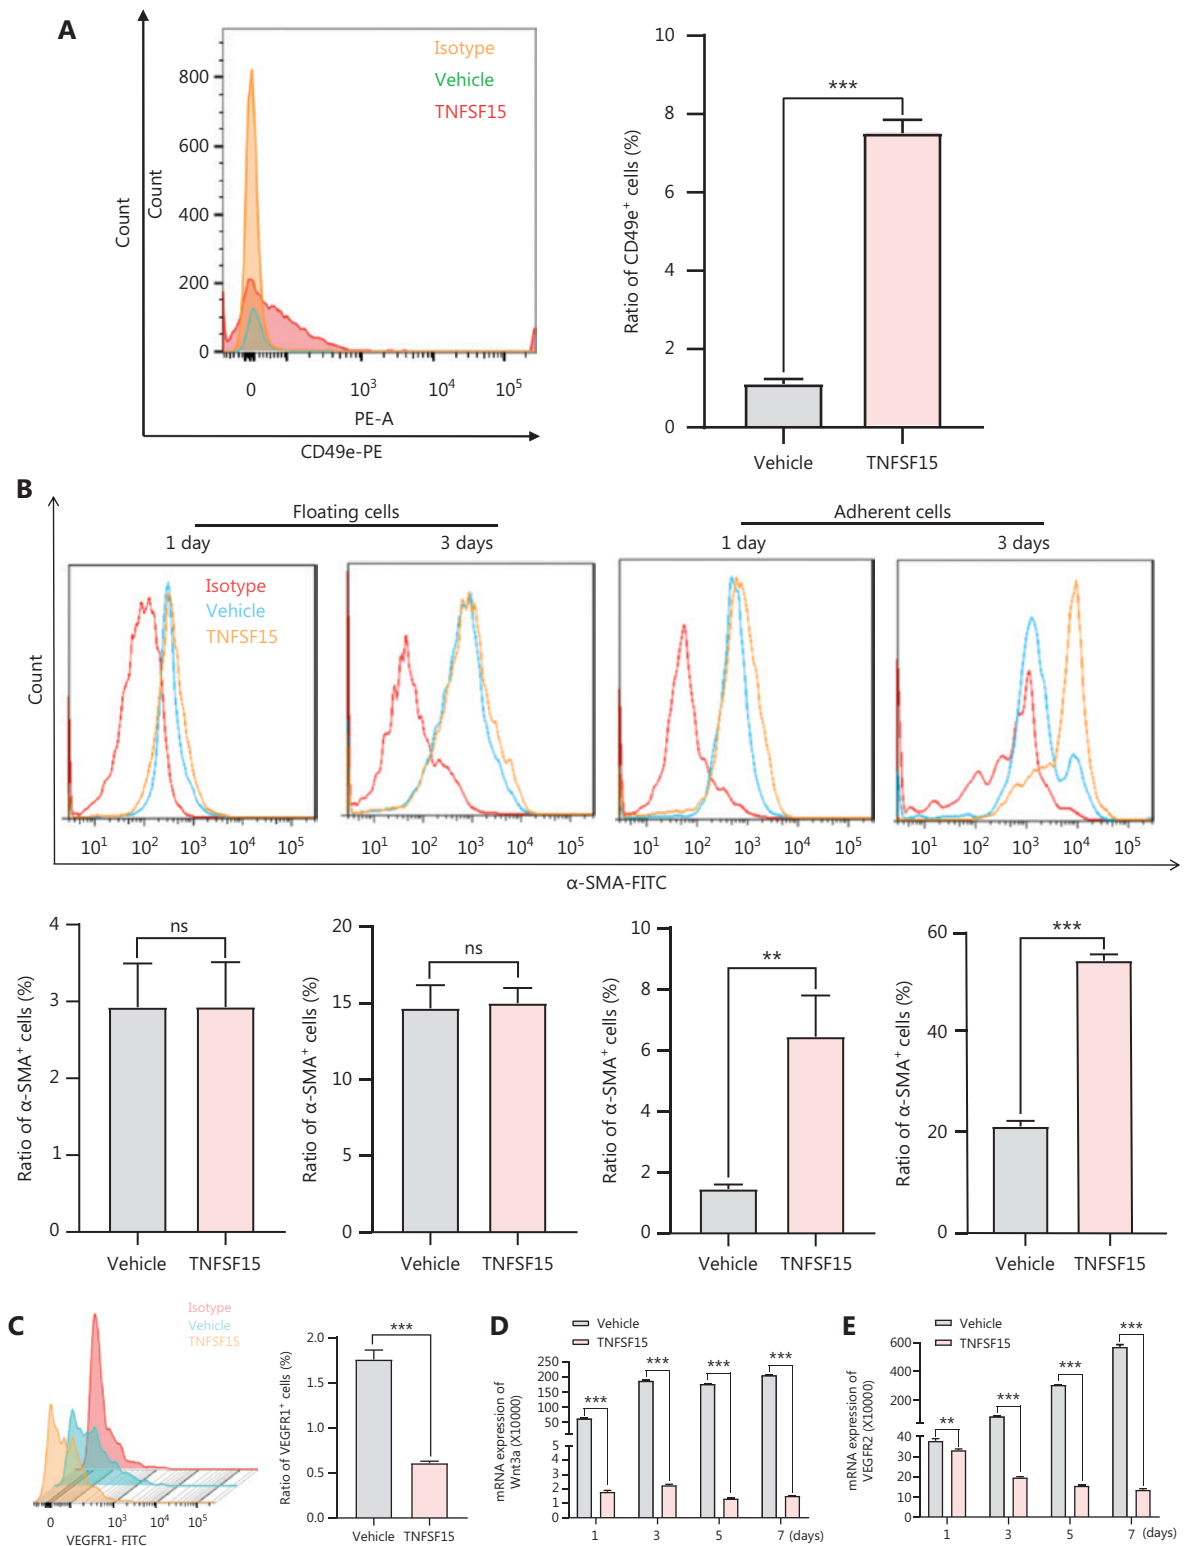 A
Isotype
Vehicle
TNFSF15
800
600
400
200
0
Count
Count
0 10³ 10⁴ 10⁵
PE-A
CD49e-PE
10
8
6
4
2
0
Ratio of CD49e⁺ cells (%)
***
Vehicle TNFSF15
B
Floating cells Adherent cells
1 day 3 days 1 day 3 days
Isotype
Vehicle
TNFSF15
Count
10¹ 10² 10³ 10⁴ 10⁵ 10¹ 10² 10³ 10⁴ 10⁵ 10¹ 10² 10³ 10⁴ 10⁵ 10¹ 10² 10³ 10⁴ 10⁵
α-SMA-FITC
4
3
2
1
0
Ratio of α-SMA⁺ cells (%)
ns
Vehicle TNFSF15
20
15
10
5
0
Ratio of α-SMA⁺ cells (%)
ns
Vehicle TNFSF15
10
8
6
4
2
0
Ratio of α-SMA⁺ cells (%)
**
Vehicle TNFSF15
60
40
20
0
Ratio of α-SMA⁺ cells (%)
***
Vehicle TNFSF15
C
Isotype
Vehicle
TNFSF15
0 10³ 10⁴ 10⁵
VEGFR1- FITC
2.0
1.5
1.0
0.5
0.0
Ratio of VEGFR1⁺ cells (%)
***
Vehicle TNFSF15
D
Vehicle
TNFSF15
250
200
150
100
50
5
4
3
2
1
0
mRNA expression of
Wnt3a (X10000)
*** *** *** ***
1 3 5 7 (days)
E
Vehicle
TNFSF15
600
400
200
40
30
20
10
0
mRNA expression of
VEGFR2 (X10000)
** *** *** ***
1 3 5 7 (days)